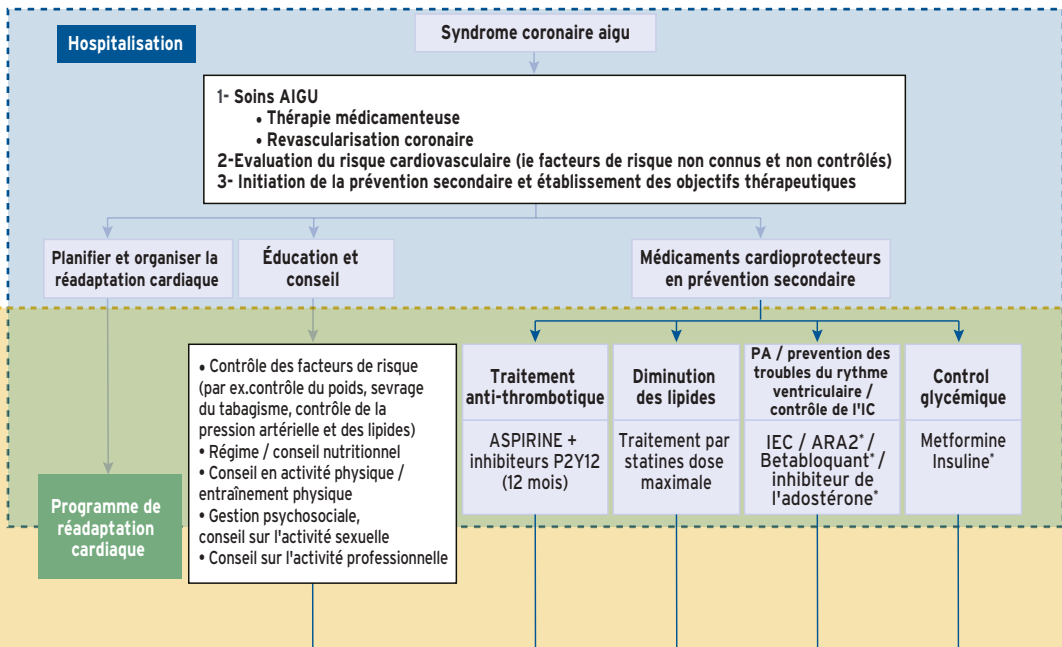 Hospitalisation
Syndrome coronaire aigu
1- Soins AIGU
• Thérapie médicamenteuse
• Revascularisation coronaire
2-Evaluation du risque cardiovasculaire (ie facteurs de risque non connus et non contrôlés)
3- Initiation de la prévention secondaire et établissement des objectifs thérapeutiques
Planifier et organiser la
réadaptation cardiaque
Éducation et
conseil
Médicaments cardioprotecteurs
en prévention secondaire
Programme de
réadaptation
cardiaque
• Contrôle des facteurs de risque
(par ex.contrôle du poids, sevrage
du tabagisme, contrôle de la
pression artérielle et des lipides)
• Régime / conseil nutritionnel
• Conseil en activité physique /
entraînement physique
• Gestion psychosociale,
conseil sur l'activité sexuelle
• Conseil sur l'activité professionnelle
Traitement
anti-thrombotique
ASPIRINE +
inhibiteurs P2Y12
(12 mois)
Diminution
des lipides
Traitement par
statines dose
maximale
PA / prevention des
troubles du rythme
ventriculaire /
contrôle de l'IC
IEC / ARA2* /
Betabloquant* /
inhibiteur de
l'adostérone*
Control
glycémique
Metformine
Insuline*